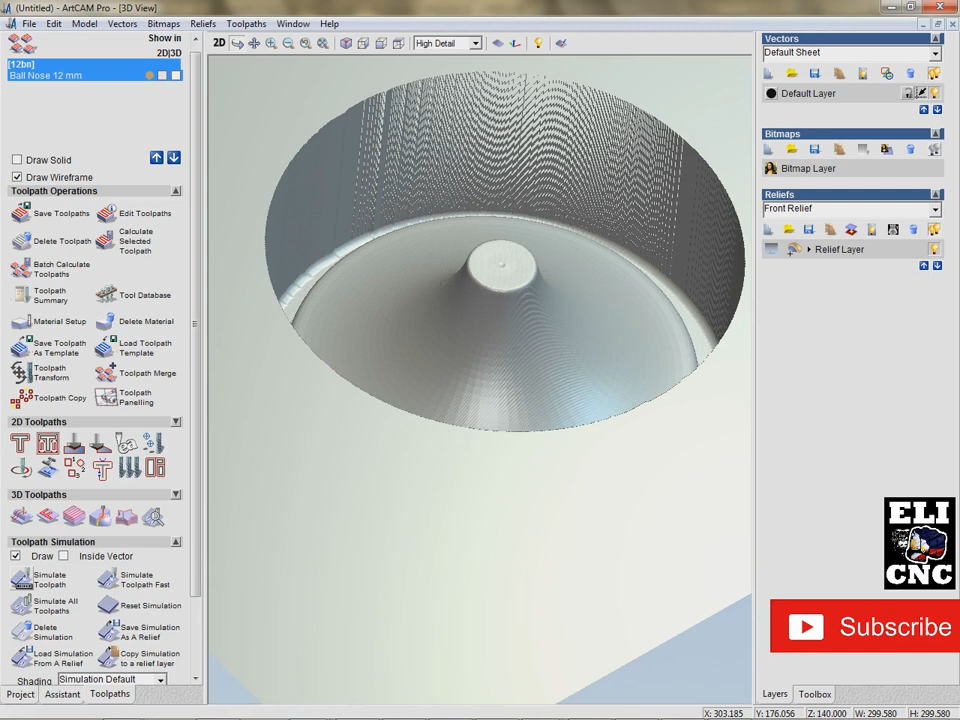 (Untitled) - ArtCAM Pro - [3D View]
File Edit Model Vectors Bitmaps Reliefs Toolpaths Window Help
Show in
2D|3D
[12bn]
Ball Nose 12 mm
Draw Solid
Draw Wireframe
Toolpath Operations
Save Toolpaths
Edit Toolpaths
Delete Toolpath
Calculate
Selected
Toolpath
Batch Calculate
Toolpaths
Toolpath
Summary
Tool Database
Material Setup
Delete Material
Save Toolpath
As Template
Load Toolpath
Template
Toolpath
Transform
Toolpath Merge
Toolpath Copy
Toolpath
Panelling
2D Toolpaths
3D Toolpaths
Toolpath Simulation
Draw
Inside Vector
Simulate
Toolpath
Simulate
Toolpath Fast
Simulate All
Toolpaths
Reset Simulation
Delete
Simulation
Save Simulation
As A Relief
Load Simulation
From A Relief
Copy Simulation
to a relief layer
Shading
Simulation Default
Project Assistant Toolpaths
2D
High Detail
Vectors
Default Sheet
Default Layer
Bitmaps
Bitmap Layer
Reliefs
Front Relief
Relief Layer
ELI
CNC
Subscribe
Layers Toolbox
X: 303.185 Y: 176.056 Z: 140.000 W: 299.580 H: 299.580